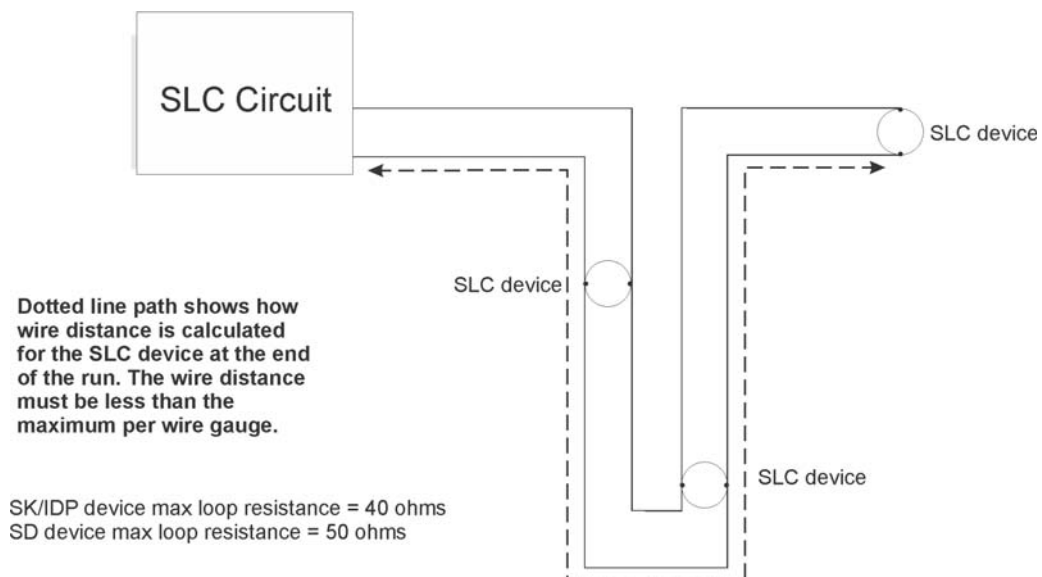 SLC Circuit
SLC device
SLC device
Dotted line path shows how
wire distance is calculated
for the SLC device at the end
of the run. The wire distance
must be less than the
maximum per wire gauge.
SLC device
SK/IDP device max loop resistance = 40 ohms
SD device max loop resistance = 50 ohms